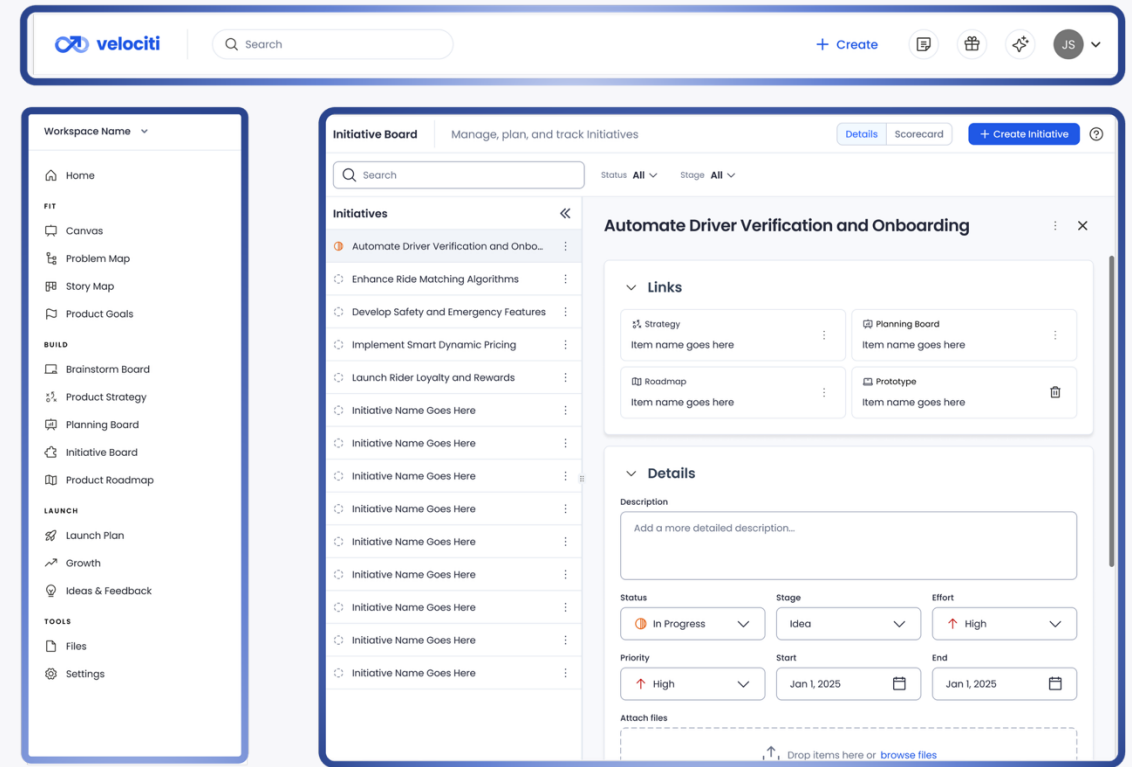 velociti
Search
+ Create
JS
Workspace Name
Home
FIT
Canvas
Problem Map
Story Map
Product Goals
BUILD
Brainstorm Board
Product Strategy
Planning Board
Initiative Board
Product Roadmap
LAUNCH
Launch Plan
Growth
Ideas & Feedback
TOOLS
Files
Settings
Initiative Board
Manage, plan, and track Initiatives
Details
Scorecard
+ Create Initiative
Search
Status All
Stage All
Initiatives
Automate Driver Verification and Onbo...
Enhance Ride Matching Algorithms
Develop Safety and Emergency Features
Implement Smart Dynamic Pricing
Launch Rider Loyalty and Rewards
Initiative Name Goes Here
Initiative Name Goes Here
Initiative Name Goes Here
Initiative Name Goes Here
Initiative Name Goes Here
Initiative Name Goes Here
Initiative Name Goes Here
Initiative Name Goes Here
Initiative Name Goes Here
Automate Driver Verification and Onboarding
Links
Strategy
Item name goes here
Planning Board
Item name goes here
Roadmap
Item name goes here
Prototype
Item name goes here
Details
Description
Add a more detailed description...
Status
In Progress
Stage
Idea
Effort
High
Priority
High
Start
Jan 1, 2025
End
Jan 1, 2025
Attach files
Drop items here or browse files